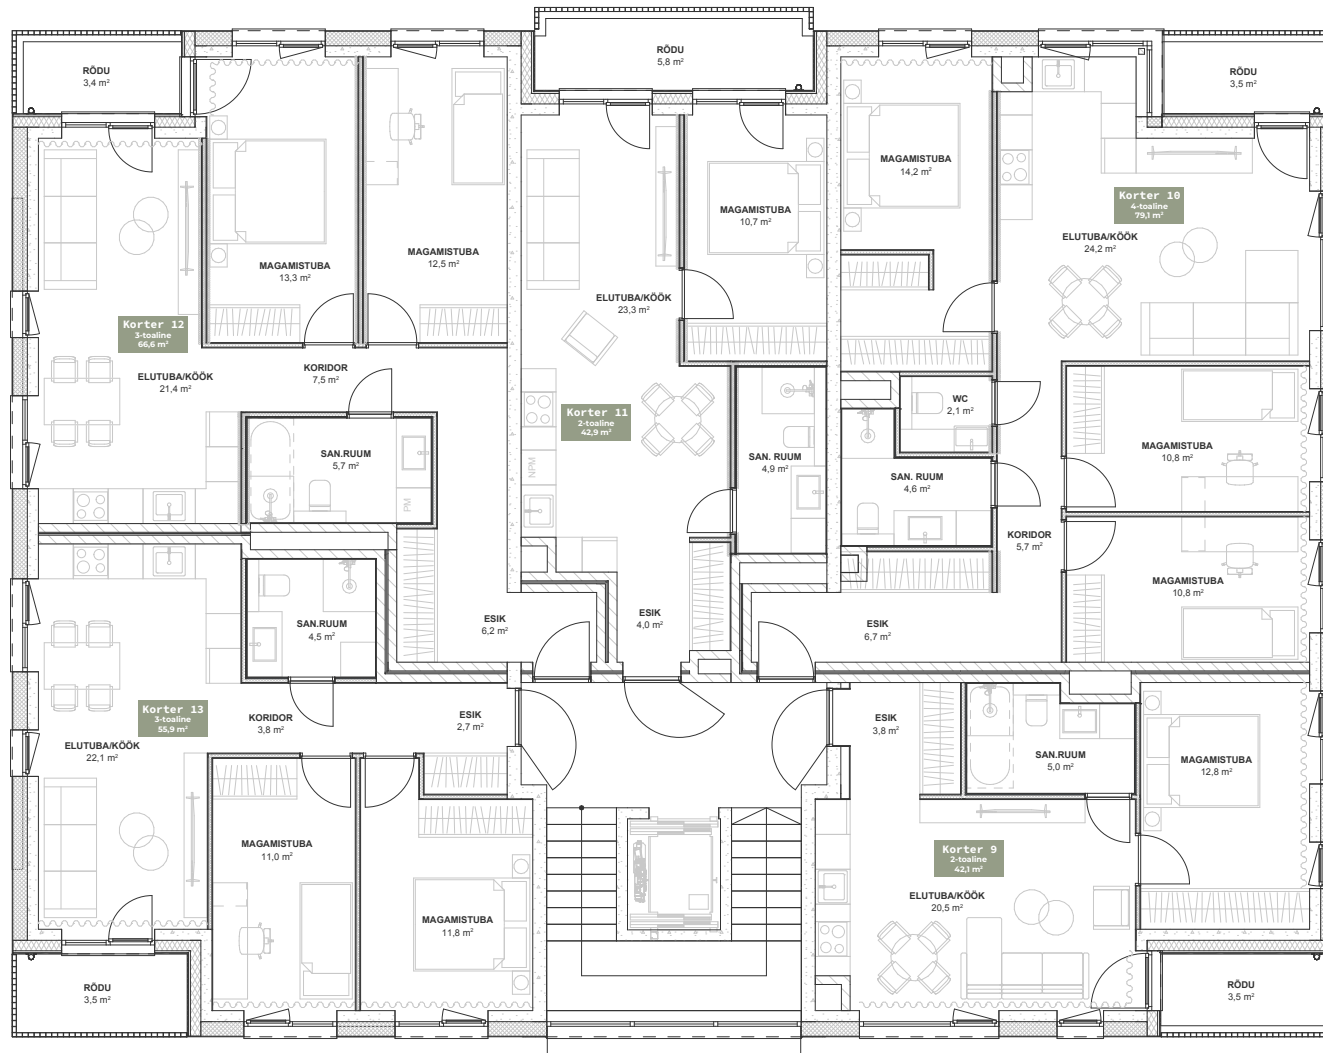 RÕDU
3,4 m²
RÕDU
5,8 m²
RÕDU
3,5 m²
MAGAMISTUBA
13,3 m²
MAGAMISTUBA
12,5 m²
MAGAMISTUBA
10,7 m²
MAGAMISTUBA
14,2 m²
Korter 10
4-toaline
79,1 m²
ELUTUBA/KÖÖK
24,2 m²
Korter 12
3-toaline
66,6 m²
ELUTUBA/KÖÖK
21,4 m²
KORIDOR
7,5 m²
ELUTUBA/KÖÖK
23,3 m²
Korter 11
2-toaline
42,9 m²
SAN.RUUM
5,7 m²
PM
NPM
SAN. RUUM
4,9 m²
WC
2,1 m²
SAN. RUUM
4,6 m²
MAGAMISTUBA
10,8 m²
KORIDOR
5,7 m²
MAGAMISTUBA
10,8 m²
SAN.RUUM
4,5 m²
ESIK
6,2 m²
ESIK
4,0 m²
ESIK
6,7 m²
Korter 13
3-toaline
55,9 m²
ELUTUBA/KÖÖK
22,1 m²
KORIDOR
3,8 m²
ESIK
2,7 m²
ESIK
3,8 m²
SAN.RUUM
5,0 m²
MAGAMISTUBA
12,8 m²
MAGAMISTUBA
11,0 m²
MAGAMISTUBA
11,8 m²
Korter 9
2-toaline
42,1 m²
ELUTUBA/KÖÖK
20,5 m²
RÕDU
3,5 m²
RÕDU
3,5 m²